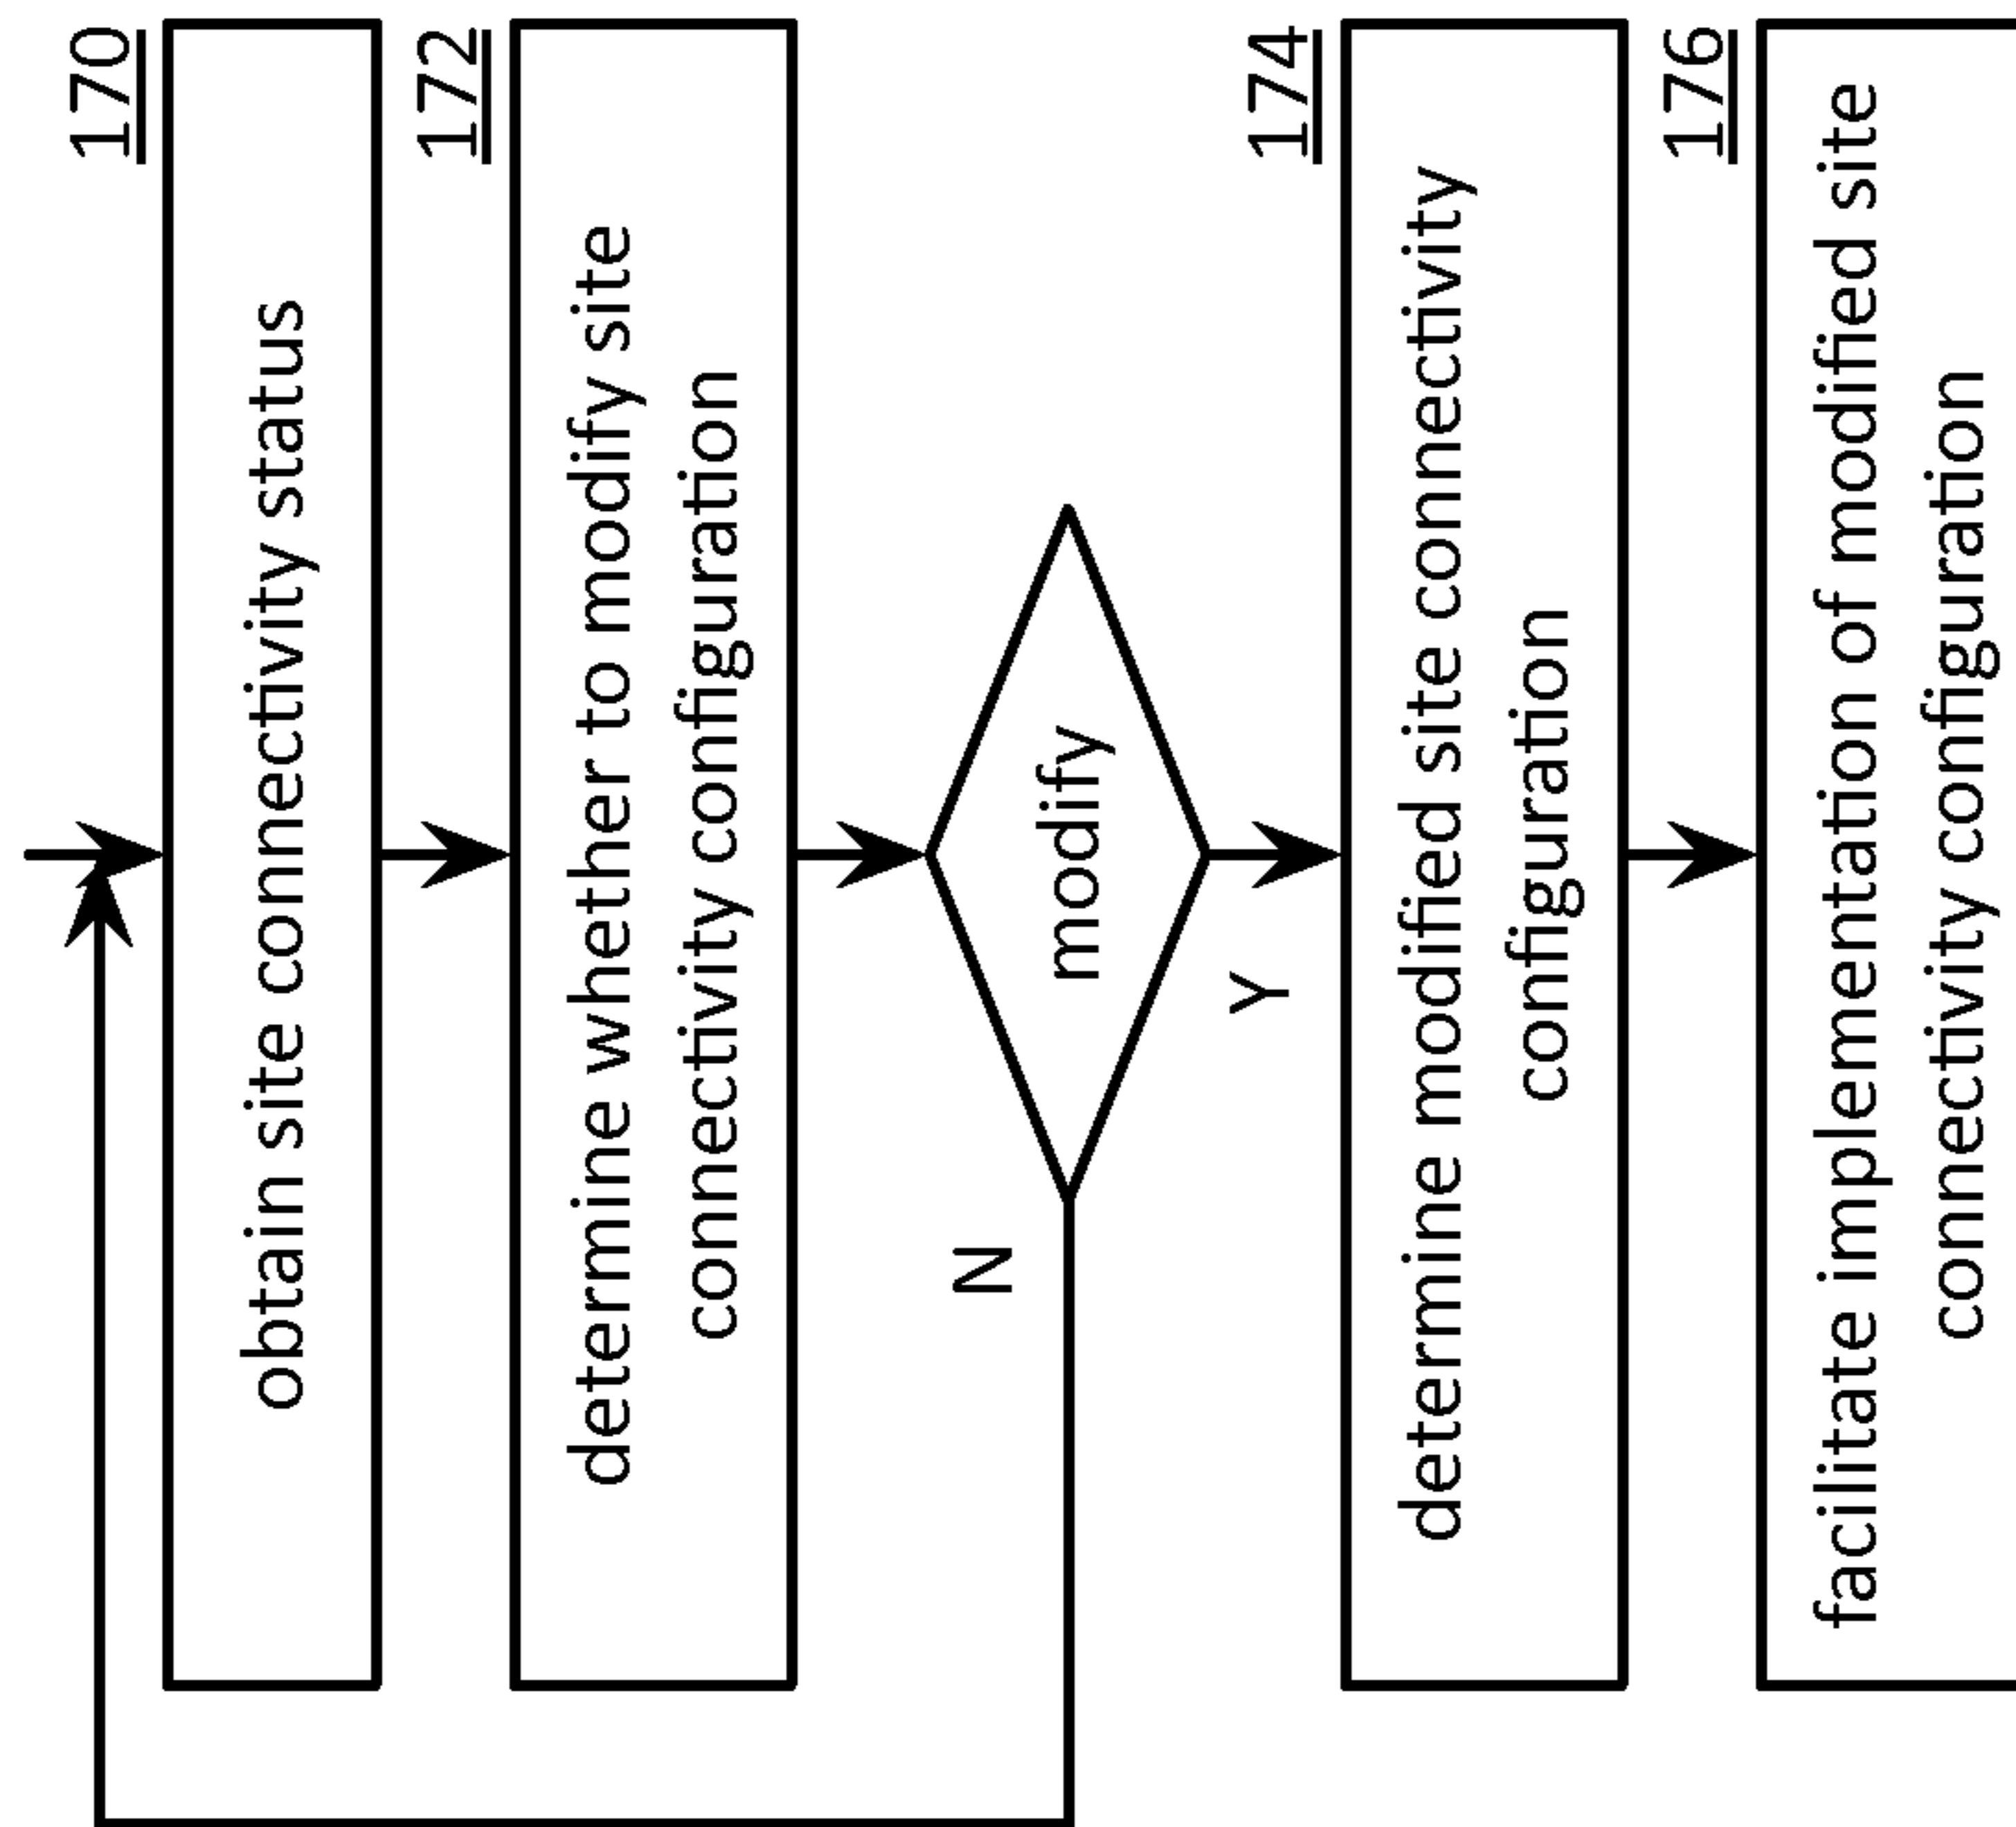 170
obtain site connectivity status
172
determine whether to modify site
connectivity configuration
modify
N
Y
174
determine modified site connectivity
configuration
176
facilitate implementation of modified site
connectivity configuration